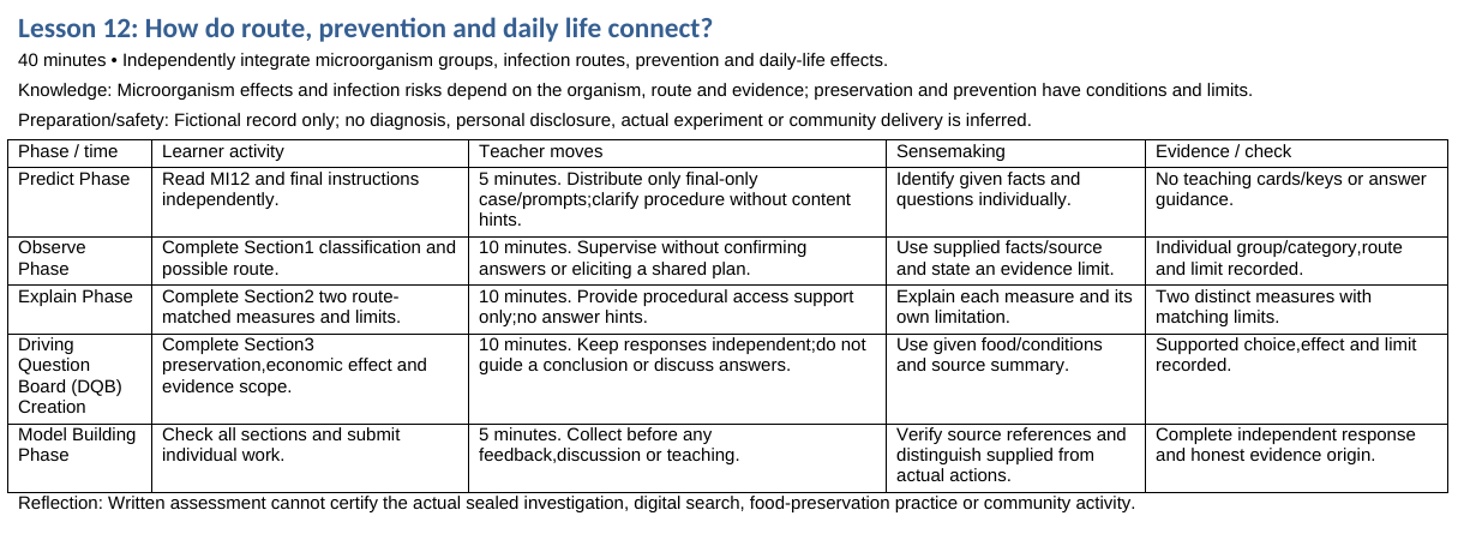 Lesson 12: How do route, prevention and daily life connect?
40 minutes • Independently integrate microorganism groups, infection routes, prevention and daily-life effects.
Knowledge: Microorganism effects and infection risks depend on the organism, route and evidence; preservation and prevention have conditions and limits.
Preparation/safety: Fictional record only; no diagnosis, personal disclosure, actual experiment or community delivery is inferred.
Phase / time
Learner activity
Teacher moves
Sensemaking
Evidence / check
Predict Phase
Read MI12 and final instructions
independently.
5 minutes. Distribute only final-only
case/prompts;clarify procedure without content
hints.
Identify given facts and
questions individually.
No teaching cards/keys or answer
guidance.
Observe
Phase
Complete Section1 classification and
possible route.
10 minutes. Supervise without confirming
answers or eliciting a shared plan.
Use supplied facts/source
and state an evidence limit.
Individual group/category,route
and limit recorded.
Explain Phase
Complete Section2 two route-
matched measures and limits.
10 minutes. Provide procedural access support
only;no answer hints.
Explain each measure and its
own limitation.
Two distinct measures with
matching limits.
Driving
Question
Board (DQB)
Creation
Complete Section3
preservation,economic effect and
evidence scope.
10 minutes. Keep responses independent;do not
guide a conclusion or discuss answers.
Use given food/conditions
and source summary.
Supported choice,effect and limit
recorded.
Model Building
Phase
Check all sections and submit
individual work.
5 minutes. Collect before any
feedback,discussion or teaching.
Verify source references and
distinguish supplied from
actual actions.
Complete independent response
and honest evidence origin.
Reflection: Written assessment cannot certify the actual sealed investigation, digital search, food-preservation practice or community activity.